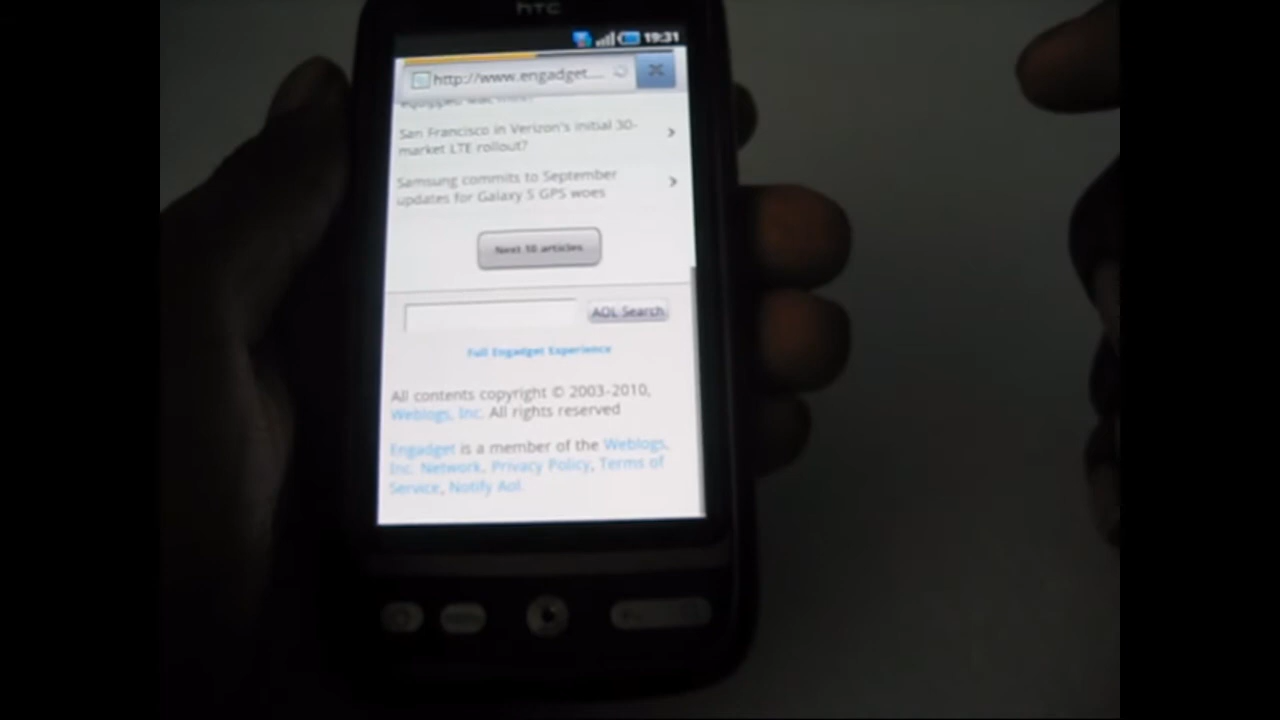 hTC
19:31
http://www.engadget....
equipped Mac mini?
San Francisco in Verizon's initial 30-
market LTE rollout?
Samsung commits to September
updates for Galaxy S GPS woes
Next 10 articles
AOL Search
Full Engadget Experience
All contents copyright © 2003-2010,
Weblogs, Inc. All rights reserved
Engadget is a member of the Weblogs,
Inc. Network. Privacy Policy, Terms of
Service, Notify Aol.